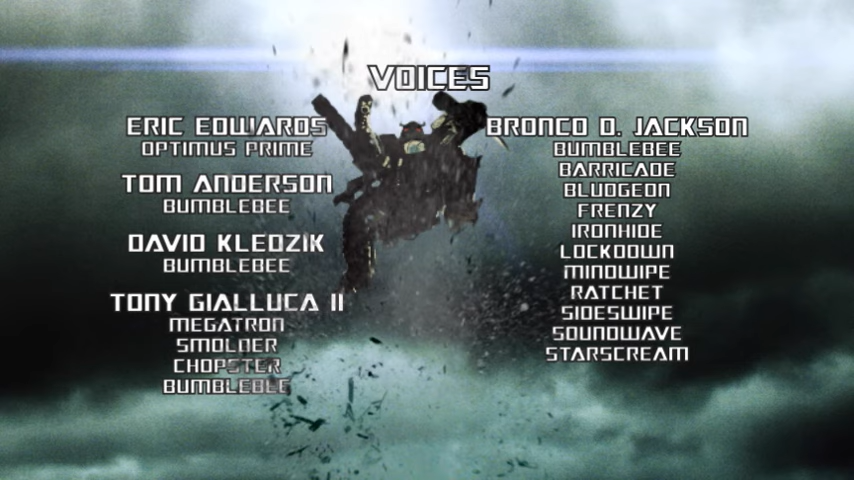 VOICES
ERIC EDWARDS
OPTIMUS PRIME
TOM ANDERSON
BUMBLEBEE
DAVID KLEDZIK
BUMBLEBEE
TONY GIALLUCA II
MEGATRON
SMOLDER
CHOPSTER
BUMBLEBEE
BRONCO D. JACKSON
BUMBLEBEE
BARRICADE
BLUDGEON
FRENZY
IRONHIDE
LOCKDOWN
MINDWIPE
RATCHET
SIDESWIPE
SOUNDWAVE
STARSCREAM